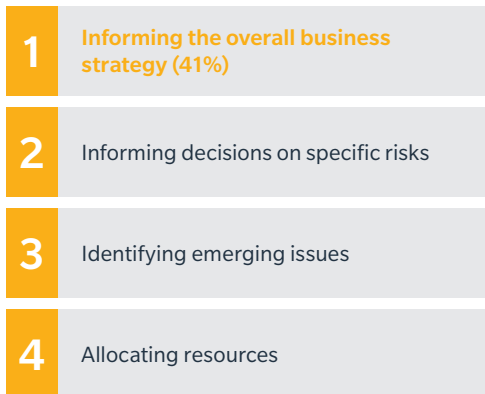 1
Informing the overall business
strategy (41%)
2
Informing decisions on specific risks
3
Identifying emerging issues
4
Allocating resources